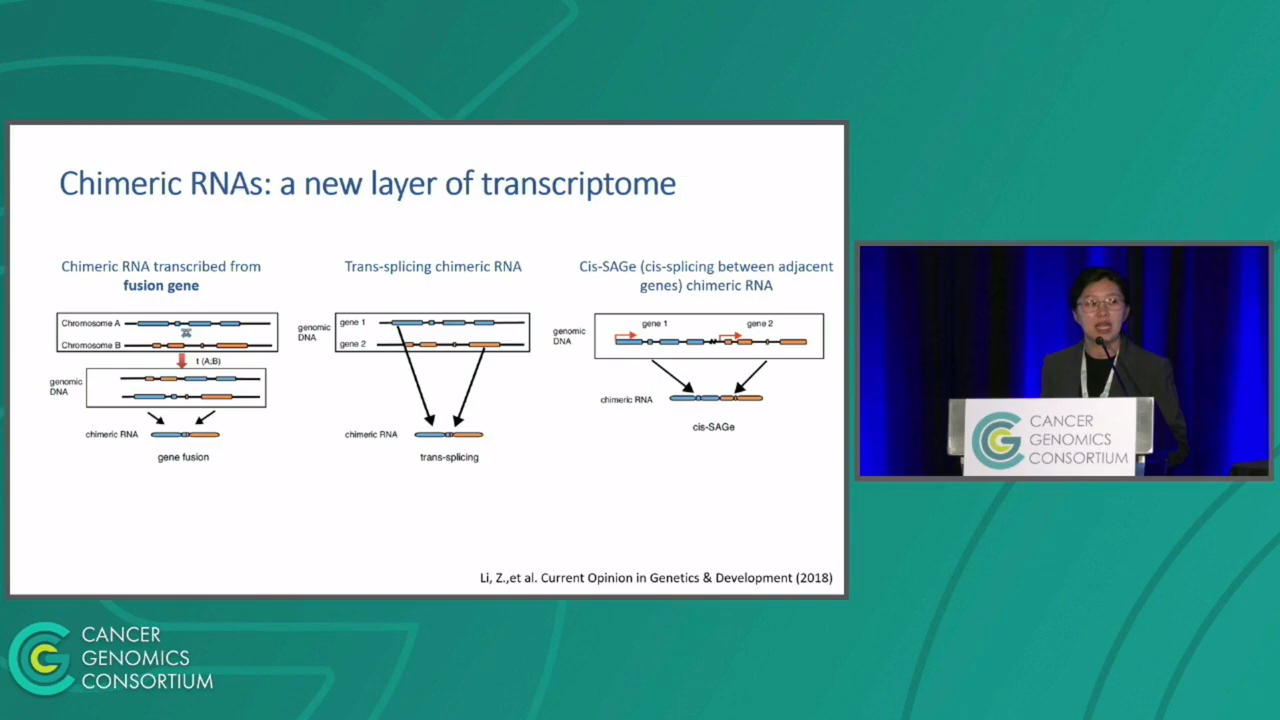 Chimeric RNAs: a new layer of transcriptome
Chimeric RNA transcribed from
fusion gene
Chromosome A
Chromosome B
t (A;B)
genomic
DNA
chimeric RNA
gene fusion
Trans-splicing chimeric RNA
genomic
DNA
gene 1
gene 2
chimeric RNA
trans-splicing
Cis-SAGe (cis-splicing between adjacent
genes) chimeric RNA
genomic
DNA
gene 1
gene 2
chimeric RNA
cis-SAGe
Li, Z.,et al. Current Opinion in Genetics & Development (2018)
CANCER
GENOMICS
CONSORTIUM
CANCER
GENOMICS
CONSORTIUM